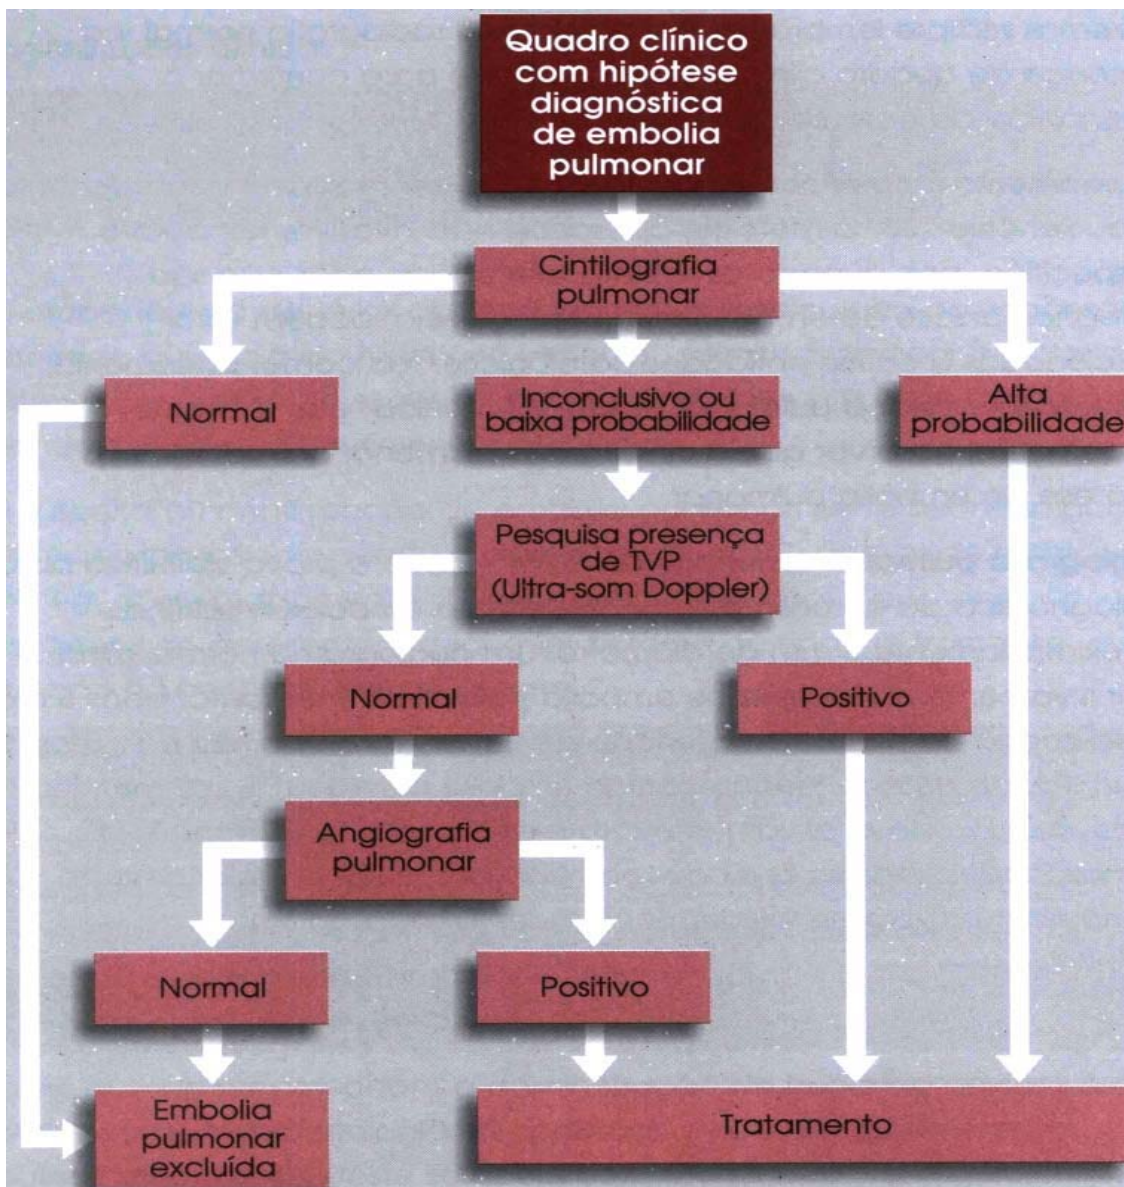 Quadro clínico
com hipótese
diagnóstica
de embolia
pulmonar
Cintilografia
pulmonar
Normal
Inconclusivo ou
baixa probabilidade
Alta
probabilidade
Pesquisa presença
de TVP
(Ultra-som Doppler)
Normal
Positivo
Angiografia
pulmonar
Normal
Positivo
Embolia
pulmonar
excluída
Tratamento